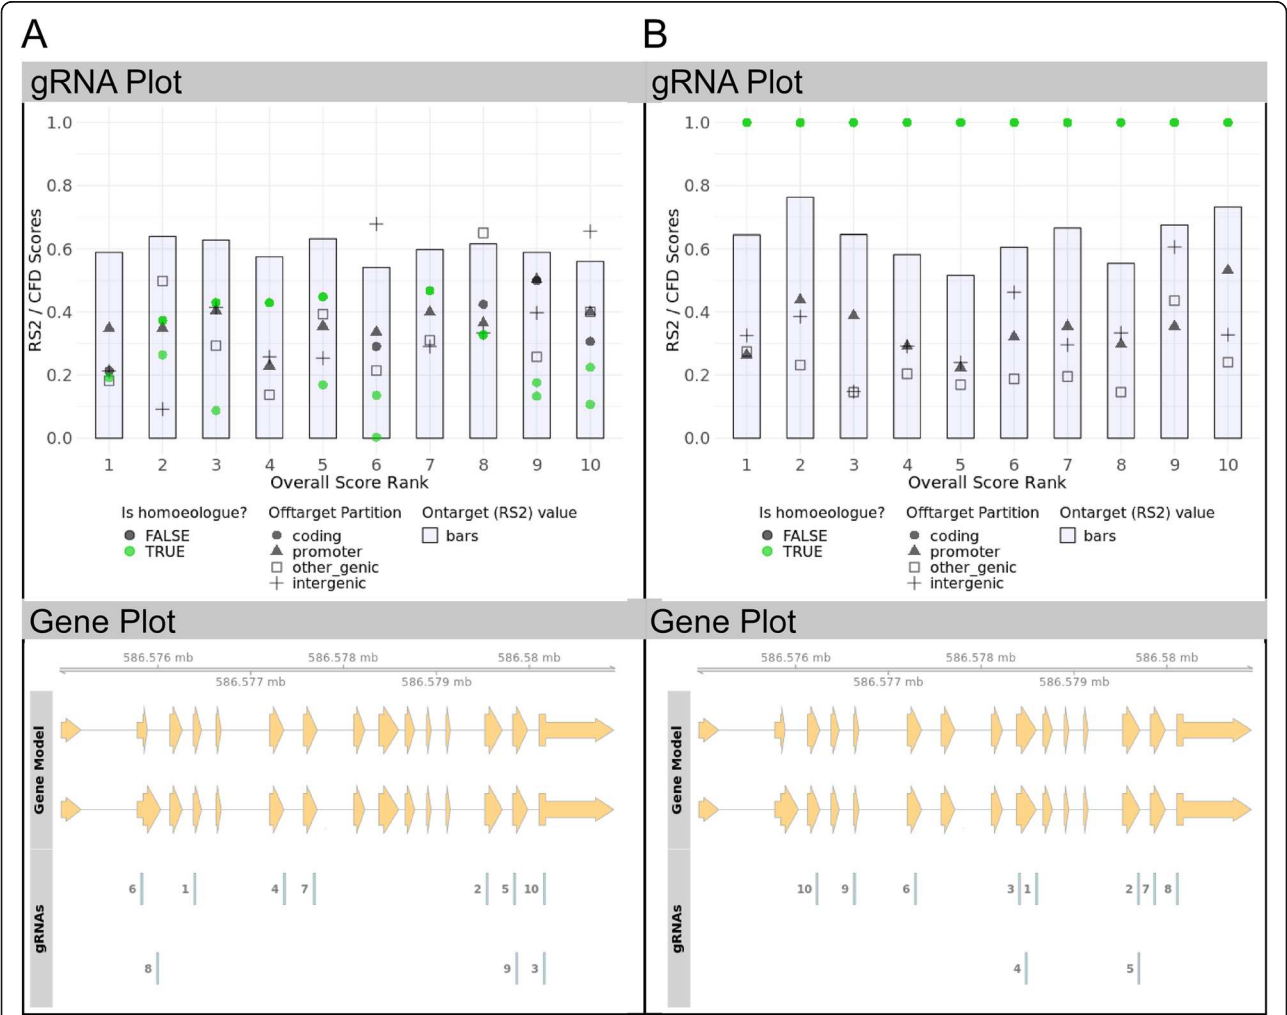 A
gRNA Plot
RS2 / CFD Scores
1.0
0.8
0.6
0.4
0.2
0.0
1 2 3 4 5 6 7 8 9 10
Overall Score Rank
Is homoeologue?
FALSE
TRUE
Offtarget Partition
coding
promoter
other_genic
intergenic
Ontarget (RS2) value
bars
Gene Plot
586.576 mb 586.578 mb 586.58 mb
586.577 mb 586.579 mb
Gene Model
gRNAs
6 1 4 7 2 5 10
8 9 3
B
gRNA Plot
RS2 / CFD Scores
1.0
0.8
0.6
0.4
0.2
0.0
1 2 3 4 5 6 7 8 9 10
Overall Score Rank
Is homoeologue?
FALSE
TRUE
Offtarget Partition
coding
promoter
other_genic
intergenic
Ontarget (RS2) value
bars
Gene Plot
586.576 mb 586.578 mb 586.58 mb
586.577 mb 586.579 mb
Gene Model
gRNAs
10 9 6 3 1 2 7 8
4 5